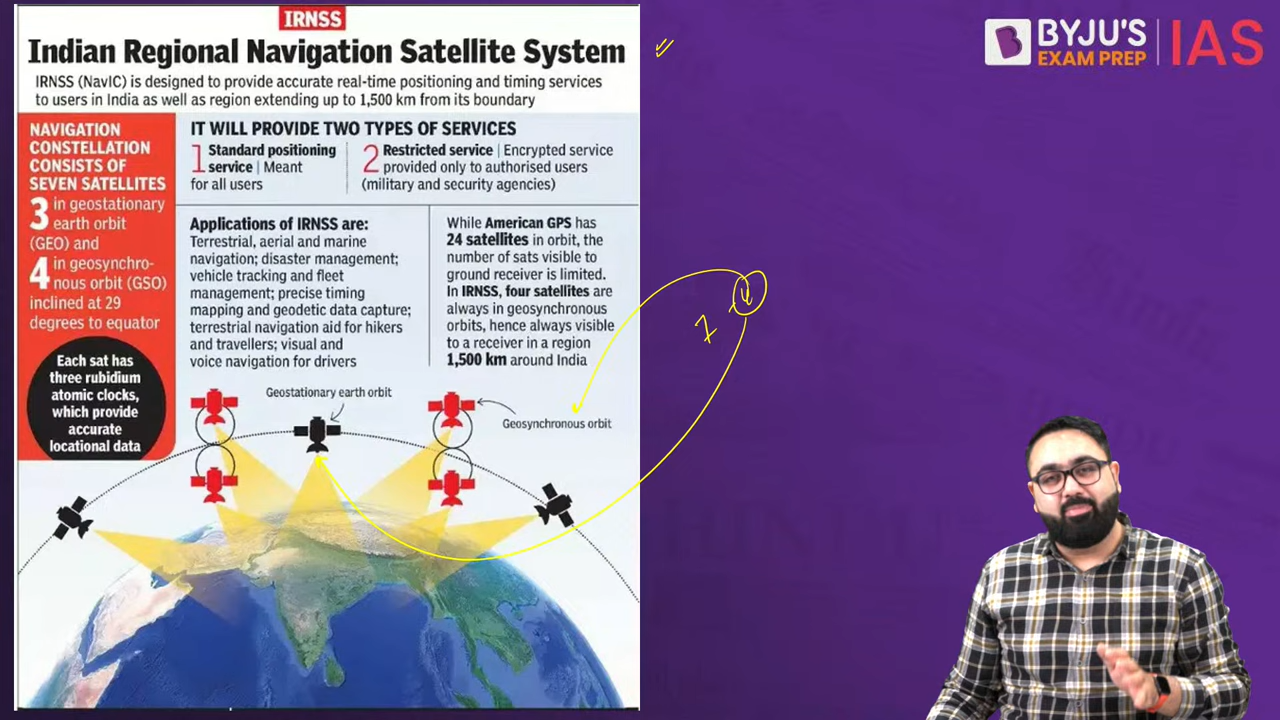 IRNSS
Indian Regional Navigation Satellite System
IRNSS (NavIC) is designed to provide accurate real-time positioning and timing services
to users in India as well as region extending up to 1,500 km from its boundary
NAVIGATION
CONSTELLATION
CONSISTS OF
SEVEN SATELLITES
3 in geostationary
earth orbit
(GEO) and
4 in geosynchro-
nous orbit (GSO)
inclined at 29
degrees to equator
Each sat has
three rubidium
atomic clocks,
which provide
accurate
locational data
IT WILL PROVIDE TWO TYPES OF SERVICES
1 Standard positioning
service | Meant
for all users
2 Restricted service | Encrypted service
provided only to authorised users
(military and security agencies)
Applications of IRNSS are:
Terrestrial, aerial and marine
navigation; disaster management;
vehicle tracking and fleet
management; precise timing
mapping and geodetic data capture;
terrestrial navigation aid for hikers
and travellers; visual and
voice navigation for drivers
While American GPS has
24 satellites in orbit, the
number of sats visible to
ground receiver is limited.
In IRNSS, four satellites are
always in geosynchronous
orbits, hence always visible
to a receiver in a region
1,500 km around India
Geostationary earth orbit
Geosynchronous orbit
7
BYJU'S
EXAM PREP
IAS